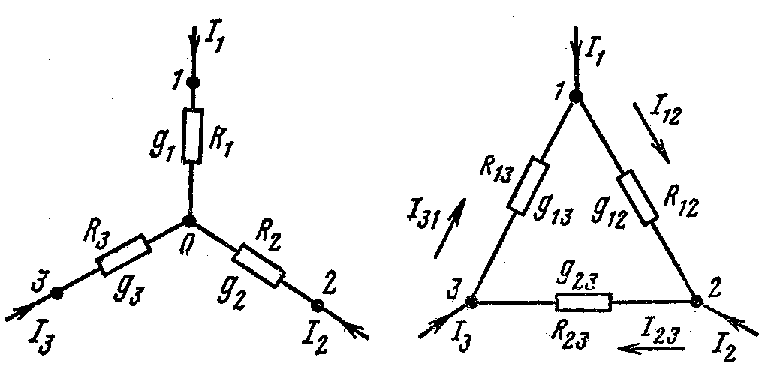 I₁
1
g₁ R₁
0
R₃
g₃
3
I₃
R₂
g₂
2
I₂
I₁
1
I₁₂
R₁₃
g₁₃
g₁₂
R₁₂
I₃₁
3
g₂₃
2
I₃
R₂₃
I₂₃
I₂